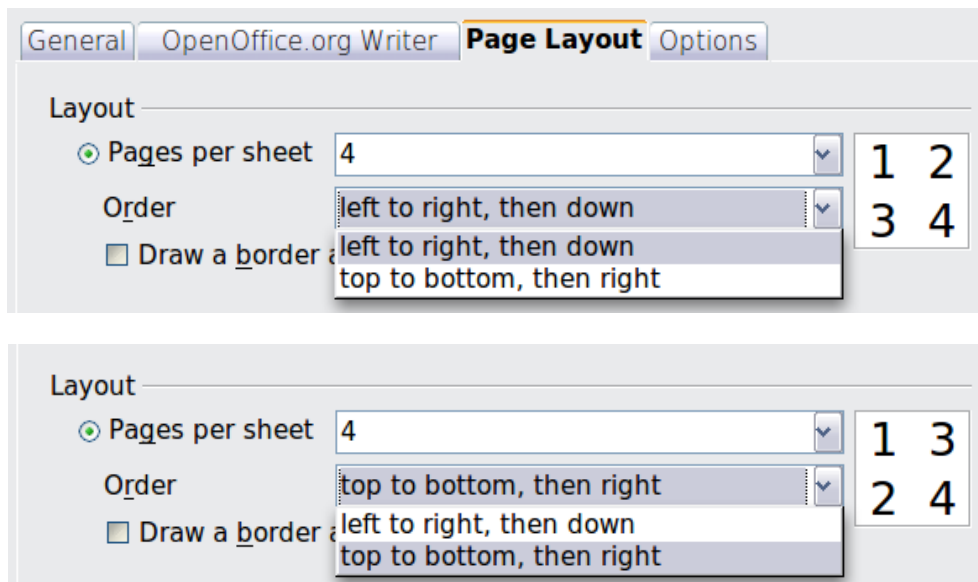 General OpenOffice.org Writer Page Layout Options
Layout
Pages per sheet 4
1 2
Order left to right, then down
3 4
Draw a border
left to right, then down
top to bottom, then right
Layout
Pages per sheet 4
1 3
Order top to bottom, then right
2 4
Draw a border
left to right, then down
top to bottom, then right